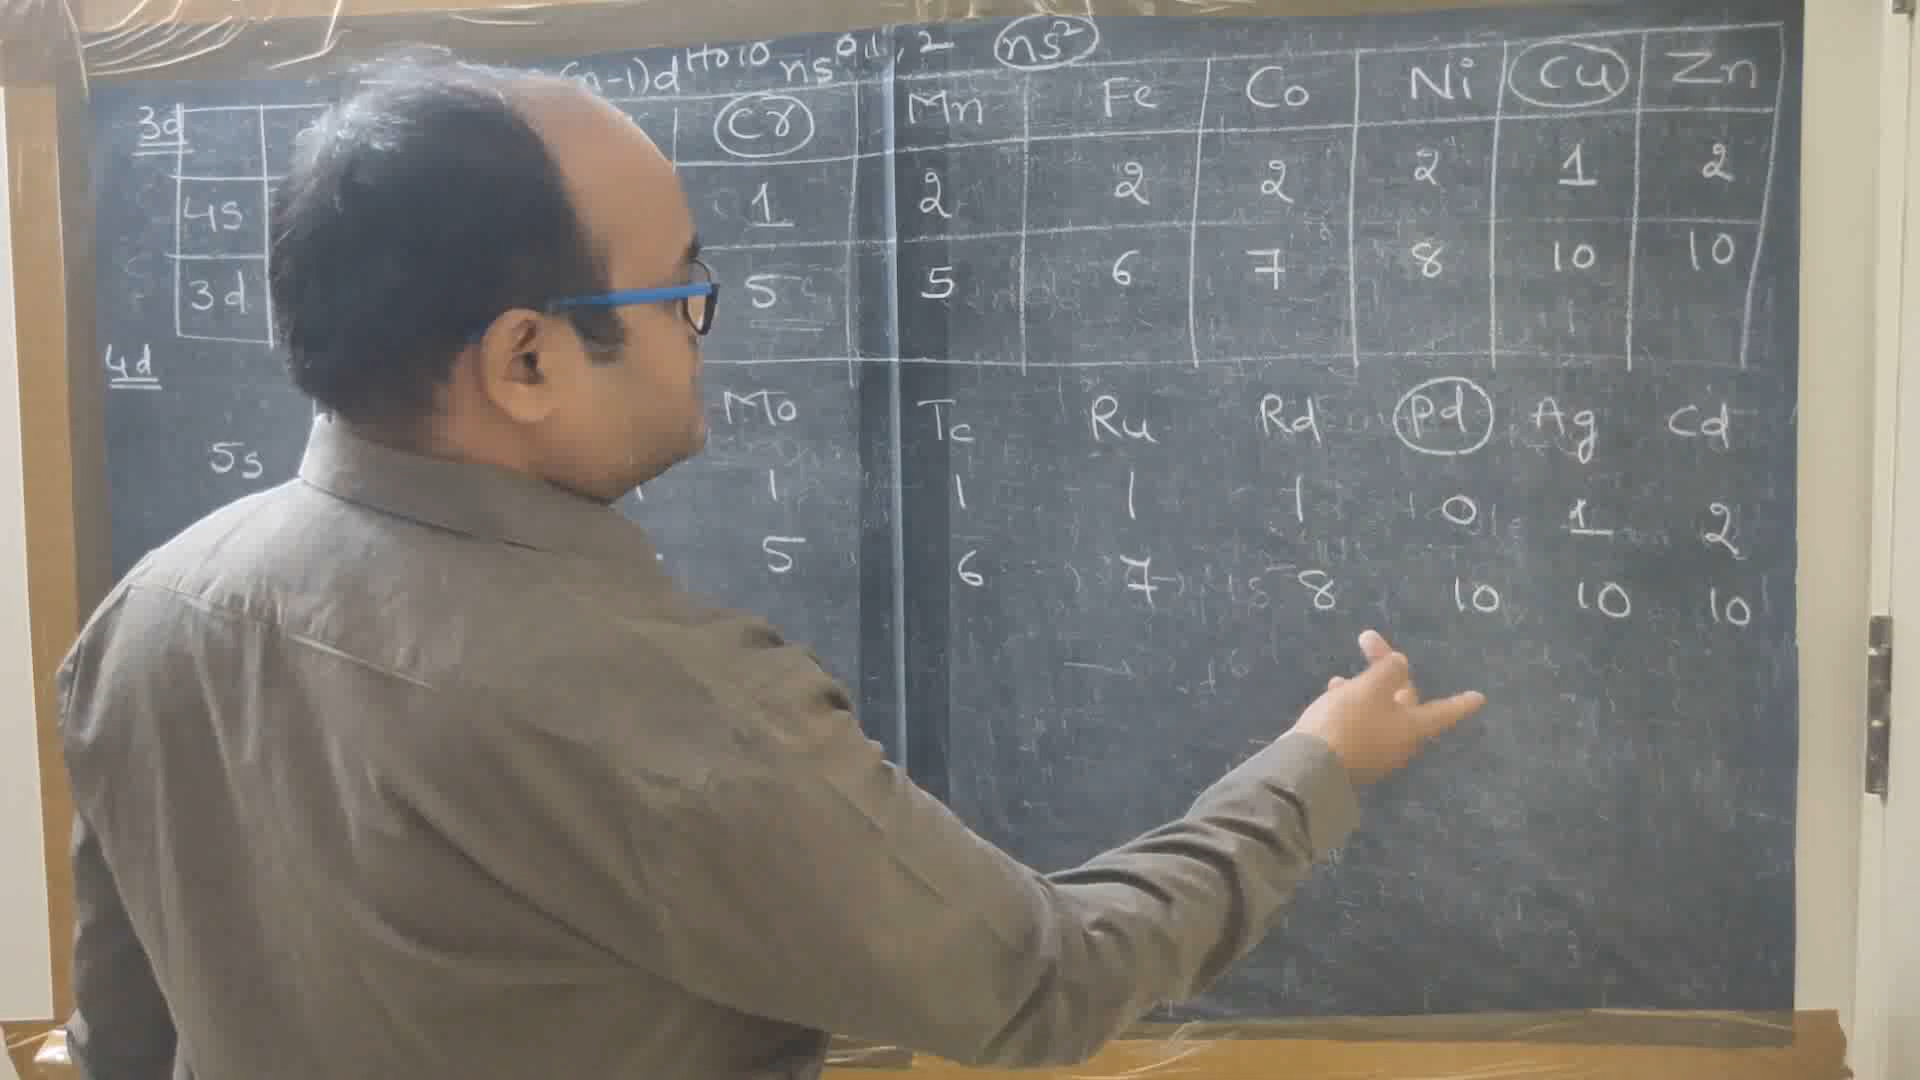 (n-1)d¹ᵗᵒ¹⁰ ns⁰,¹,² ns²
3d Cr Mn Fe Co Ni Cu Zn
4s 1 2 2 2 2 1 2
3d 5 5 6 7 8 10 10
4d Mo Tc Ru Rd Pd Ag Cd
5s 1 1 1 1 0 1 2
5 6 7 8 10 10 10